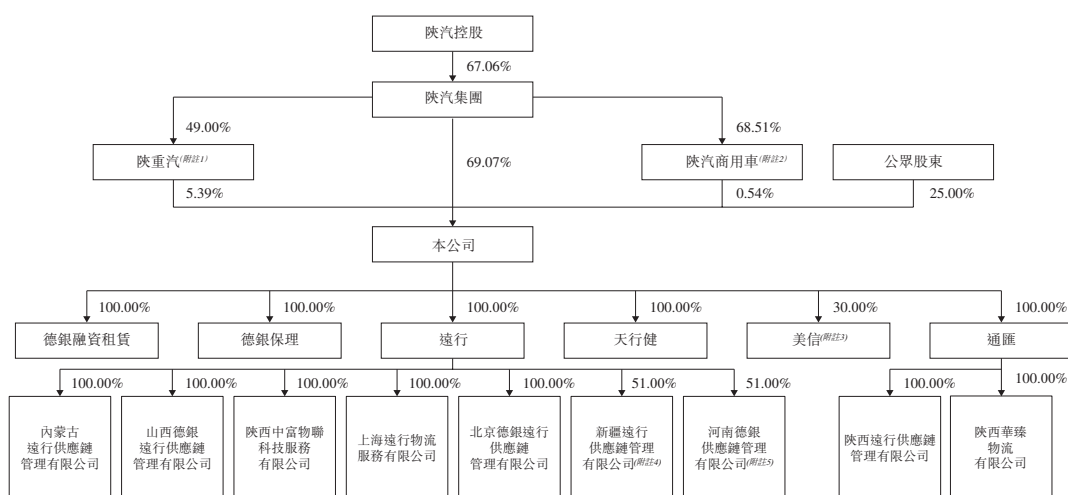 陝汽控股
67.06%
陝汽集團
49.00%
68.51%
陝重汽(附註1)
69.07%
陝汽商用車(附註2)
公眾股東
5.39%
0.54%
25.00%
本公司
100.00%
100.00%
100.00%
100.00%
30.00%
100.00%
德銀融資租賃
德銀保理
遠行
天行健
美信(附註3)
通匯
100.00%
100.00%
100.00%
100.00%
100.00%
51.00%
51.00%
100.00%
100.00%
內蒙古
遠行供應鏈
管理有限公司
山西德銀
遠行供應鏈
管理有限公司
陝西中富物聯
科技服務
有限公司
上海遠行物流
服務有限公司
北京德銀遠行
供應鏈
管理有限公司
新疆遠行
供應鏈管理
有限公司(附註4)
河南德銀
供應鏈管理
有限公司(附註5)
陝西遠行供應鏈
管理有限公司
陝西華臻
物流
有限公司